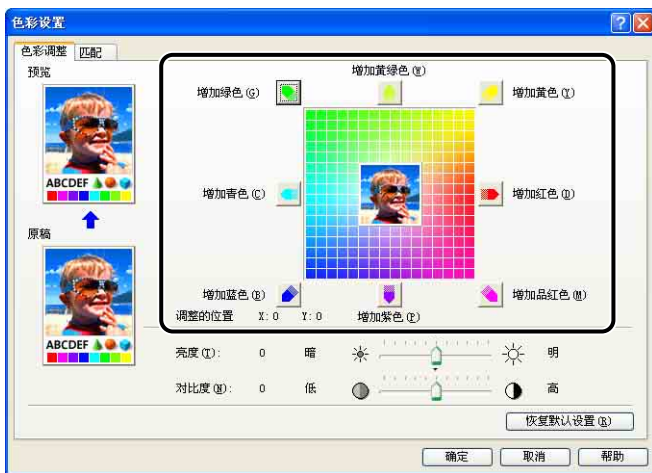 色彩设置
色彩调整 匹配
预览
ABCDEF
原稿
ABCDEF
增加黄绿色(W)
增加绿色(G)
增加黄色(Y)
增加青色(C)
增加红色(D)
增加蓝色(B)
增加品红色(M)
增加紫色(P)
调整的位置 X: 0 Y: 0
亮度(T): 0 暗 明
对比度(N): 0 低 高
恢复默认设置(R)
确定 取消 帮助